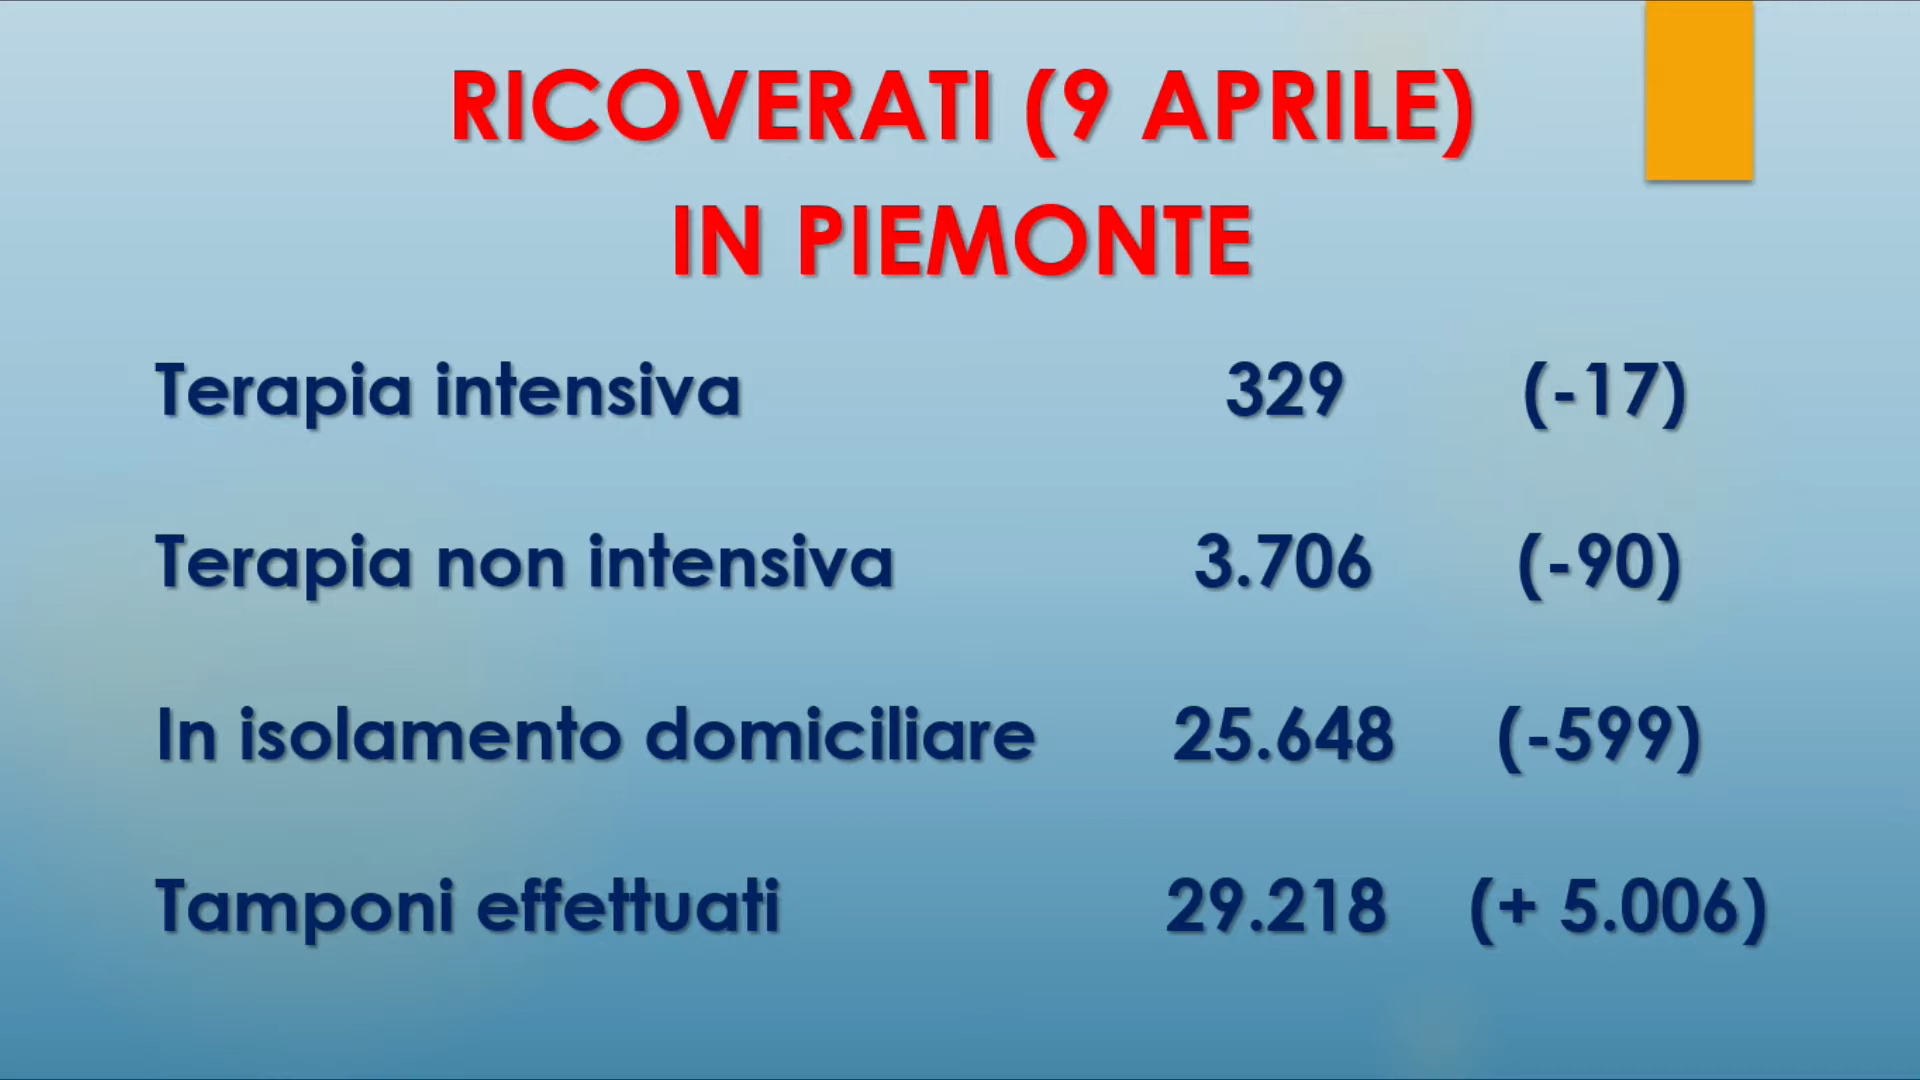 RICOVERATI (9 APRILE)
IN PIEMONTE
Terapia intensiva 329 (-17)
Terapia non intensiva 3.706 (-90)
In isolamento domiciliare 25.648 (-599)
Tamponi effettuati 29.218 (+ 5.006)